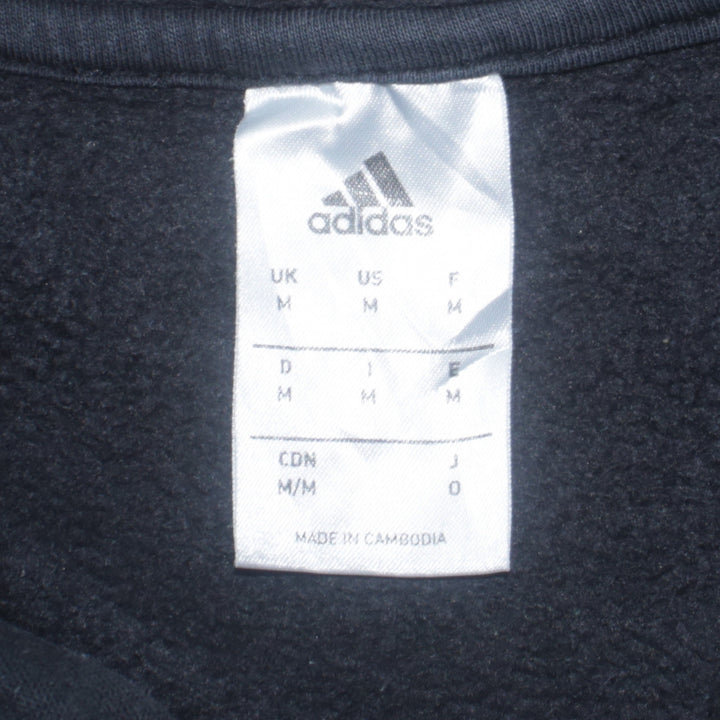 adidas
UK US F
M M M
D I E
M M M
CDN J
M/M O
MADE IN CAMBODIA